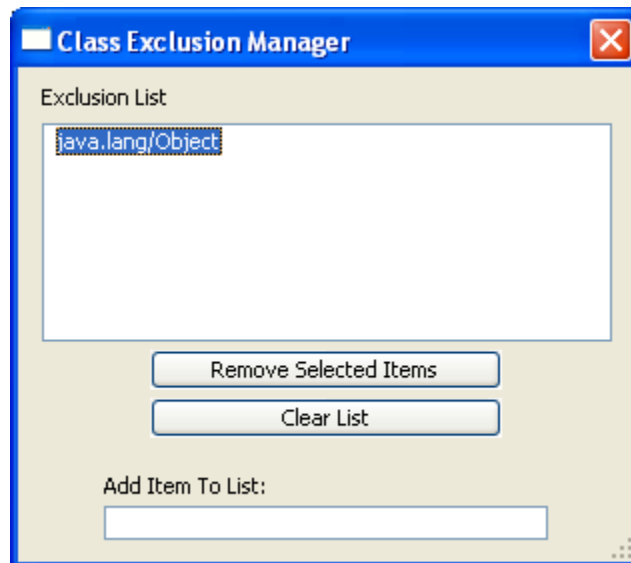 Class Exclusion Manager
Exclusion List
java.lang/Object
Remove Selected Items
Clear List
Add Item To List: